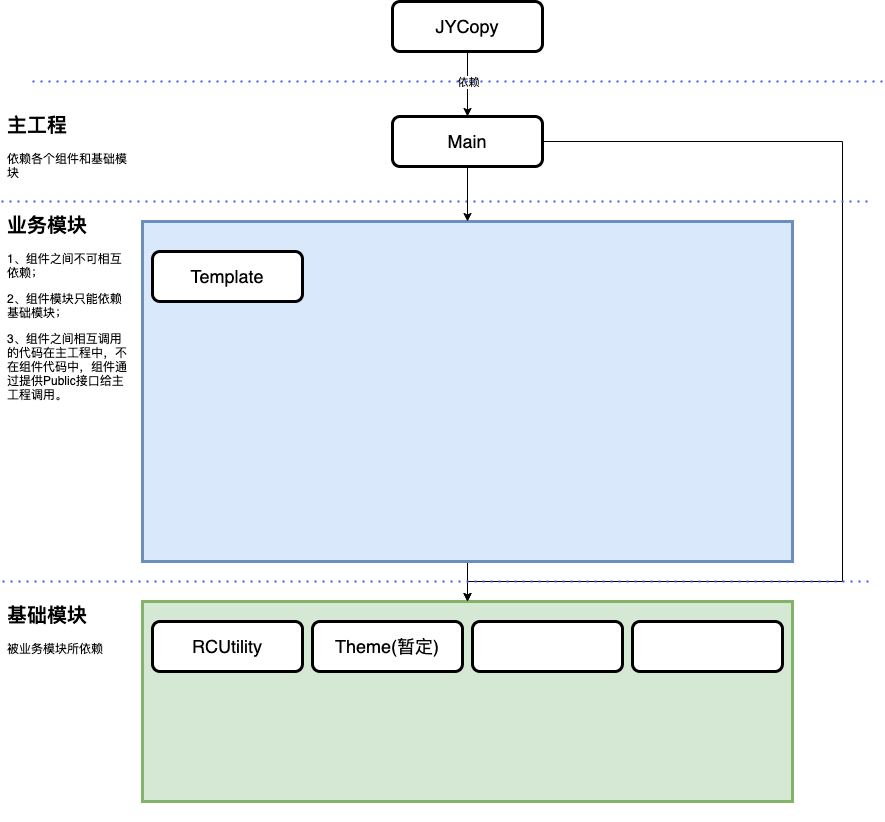 JYCopy
依赖
主工程
依赖各个组件和基础模
块
Main
业务模块
1、组件之间不可相互
依赖；
2、组件模块只能依赖
基础模块；
3、组件之间相互调用
的代码在主工程中，不
在组件代码中，组件通
过提供Public接口给主
工程调用。
Template
基础模块
被业务模块所依赖
RCUtility
Theme(暂定)